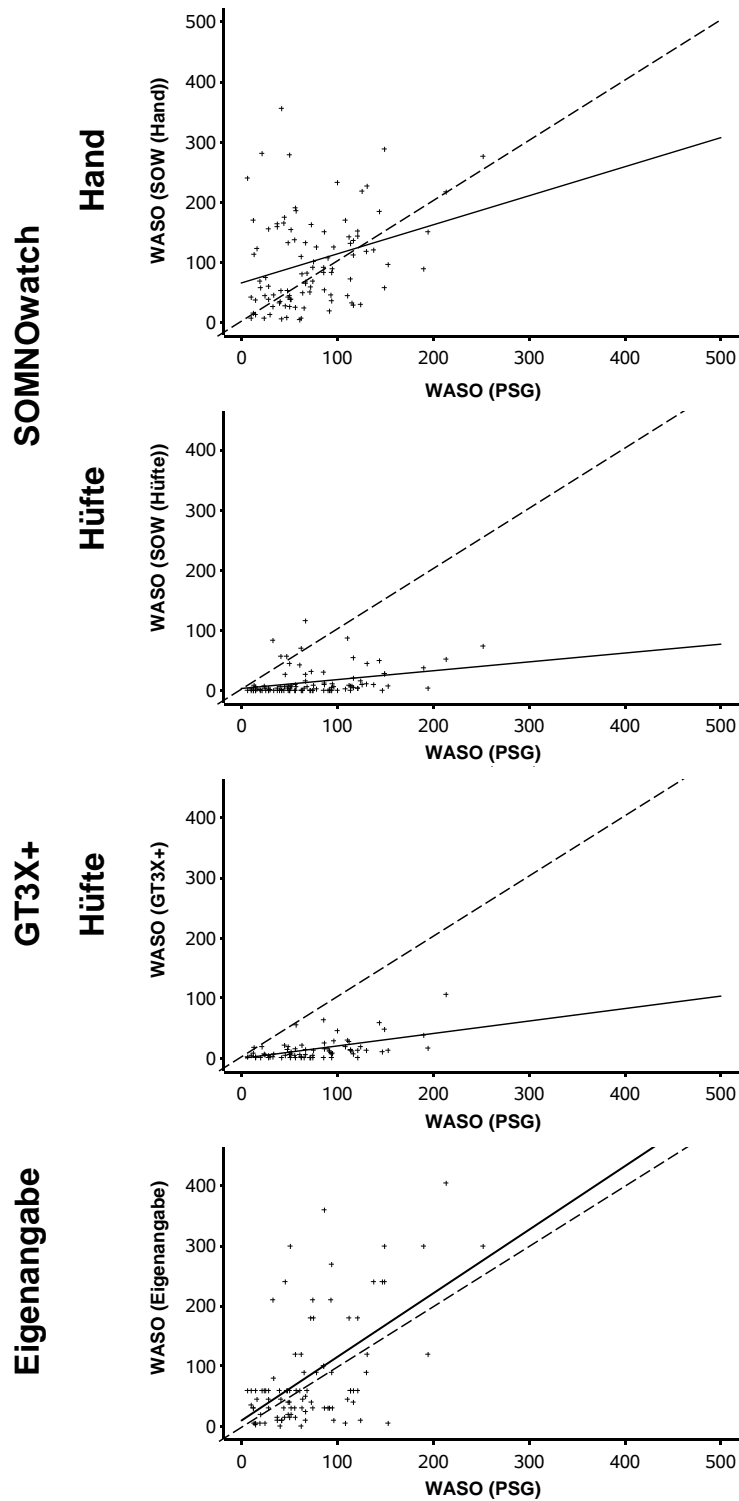 SOMNOwatch
Hand
WASO (SOW (Hand))
500
400
300
200
100
0
0 100 200 300 400 500
WASO (PSG)
Hüfte
WASO (SOW (Hüfte))
400
300
200
100
0
0 100 200 300 400 500
WASO (PSG)
GT3X+
Hüfte
WASO (GT3X+)
400
300
200
100
0
0 100 200 300 400 500
WASO (PSG)
Eigenangabe
WASO (Eigenangabe)
400
300
200
100
0
0 100 200 300 400 500
WASO (PSG)